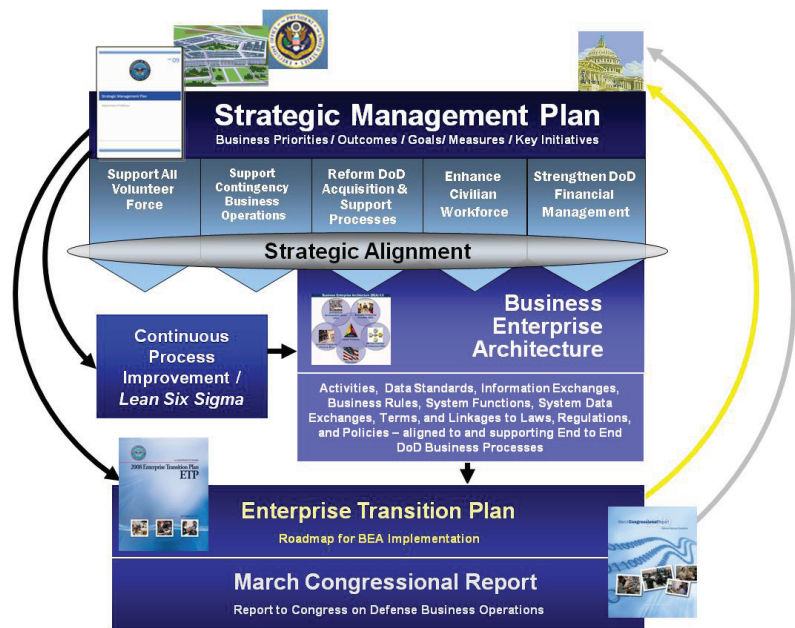 09
Strategic Management Plan
Strategic Management Plan
Business Priorities / Outcomes / Goals/ Measures / Key Initiatives
Support All
Volunteer
Force
Support
Contingency
Business
Operations
Reform DoD
Acquisition &
Support
Processes
Enhance
Civilian
Workforce
Strengthen DoD
Financial
Management
Strategic Alignment
Business
Enterprise
Architecture
Continuous
Process
Improvement /
Lean Six Sigma
Activities, Data Standards, Information Exchanges,
Business Rules, System Functions, System Data
Exchanges, Terms, and Linkages to Laws, Regulations,
and Policies – aligned to and supporting End to End
DoD Business Processes
2008 Enterprise Transition Plan
ETP
Enterprise Transition Plan
Roadmap for BEA Implementation
March Congressional Report
March Congressional Report
Report to Congress on Defense Business Operations